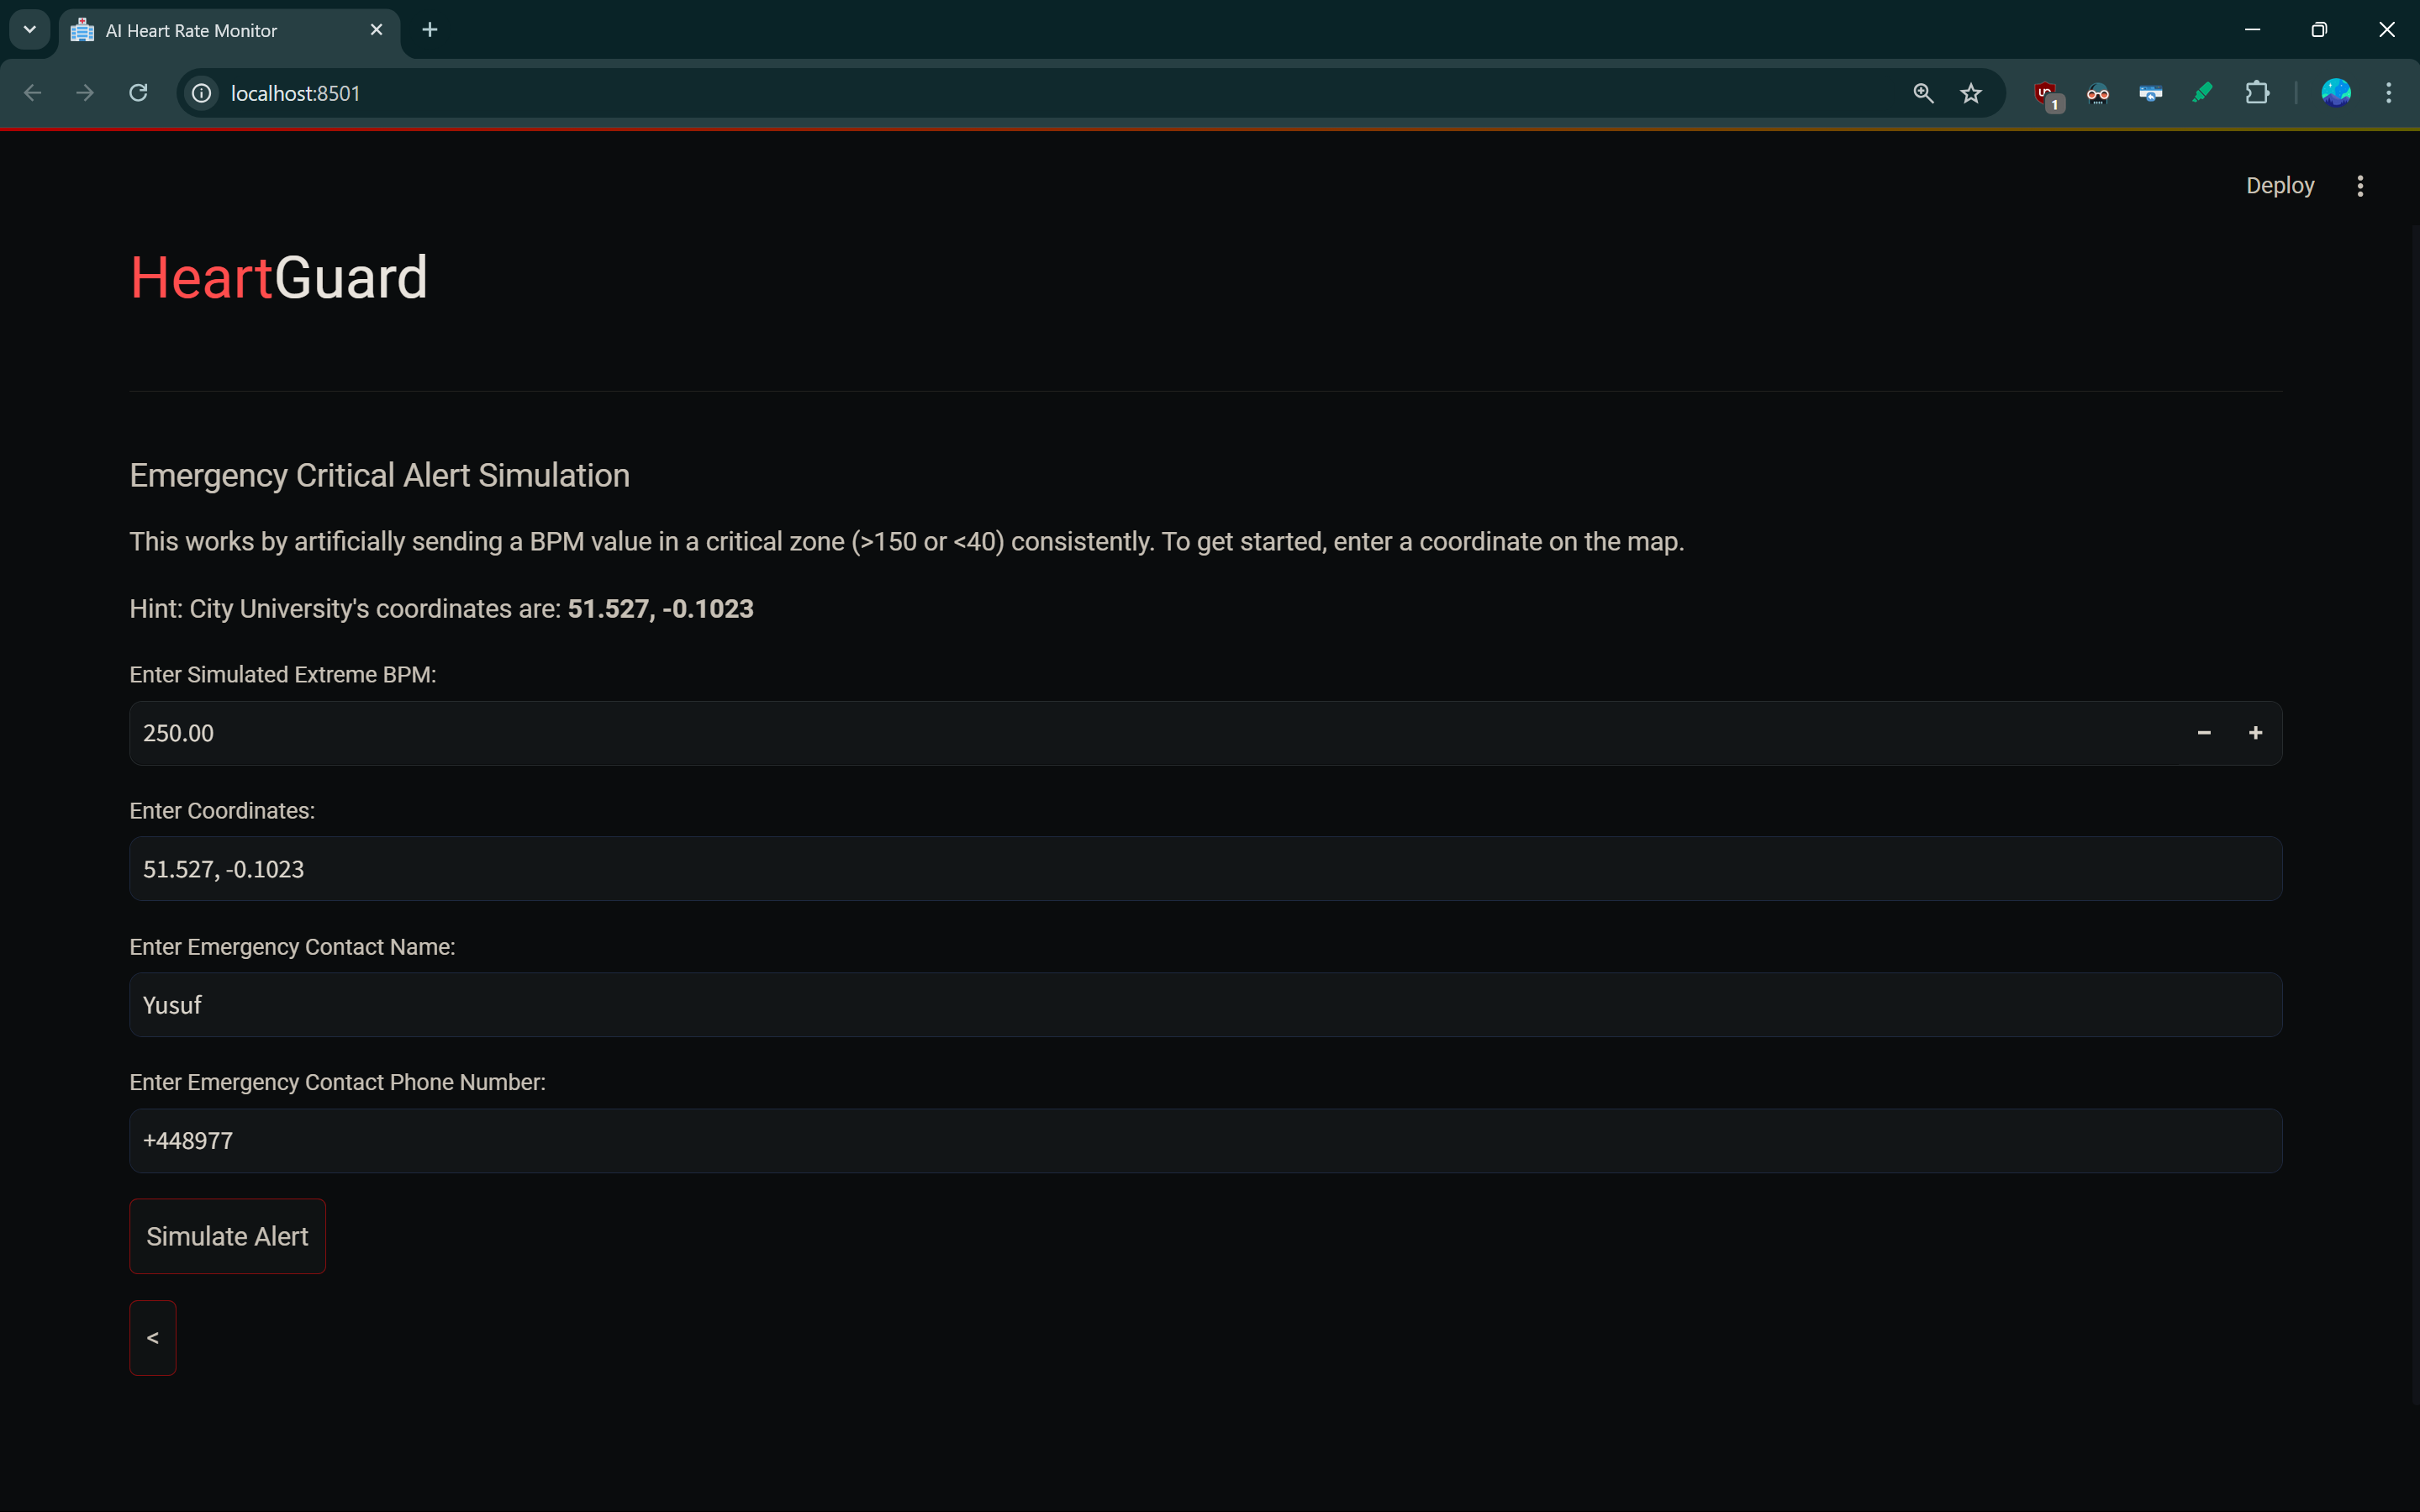 AI Heart Rate Monitor
localhost:8501
1
Deploy
HeartGuard
Emergency Critical Alert Simulation
This works by artificially sending a BPM value in a critical zone (>150 or <40) consistently. To get started, enter a coordinate on the map.
Hint: City University's coordinates are: 51.527, -0.1023
Enter Simulated Extreme BPM:
250.00
Enter Coordinates:
51.527, -0.1023
Enter Emergency Contact Name:
Yusuf
Enter Emergency Contact Phone Number:
+448977
Simulate Alert
<